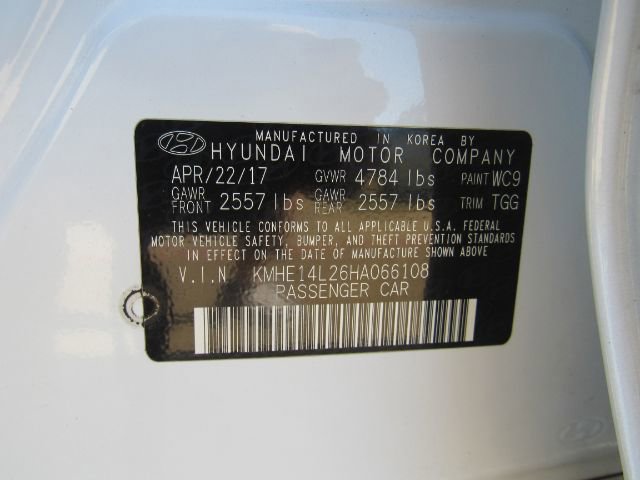 MANUFACTURED IN KOREA BY
HYUNDAI MOTOR COMPANY
APR/22/17 GVWR 4784 lbs PAINT WC9
GAWR FRONT 2557 lbs GAWR REAR 2557 lbs TRIM TGG
THIS VEHICLE CONFORMS TO ALL APPLICABLE U.S.A. FEDERAL
MOTOR VEHICLE SAFETY, BUMPER, AND THEFT PREVENTION STANDARDS
IN EFFECT ON THE DATE OF MANUFACTURE SHOWN ABOVE
V.I.N KMHE14L26HA066108
PASSENGER CAR